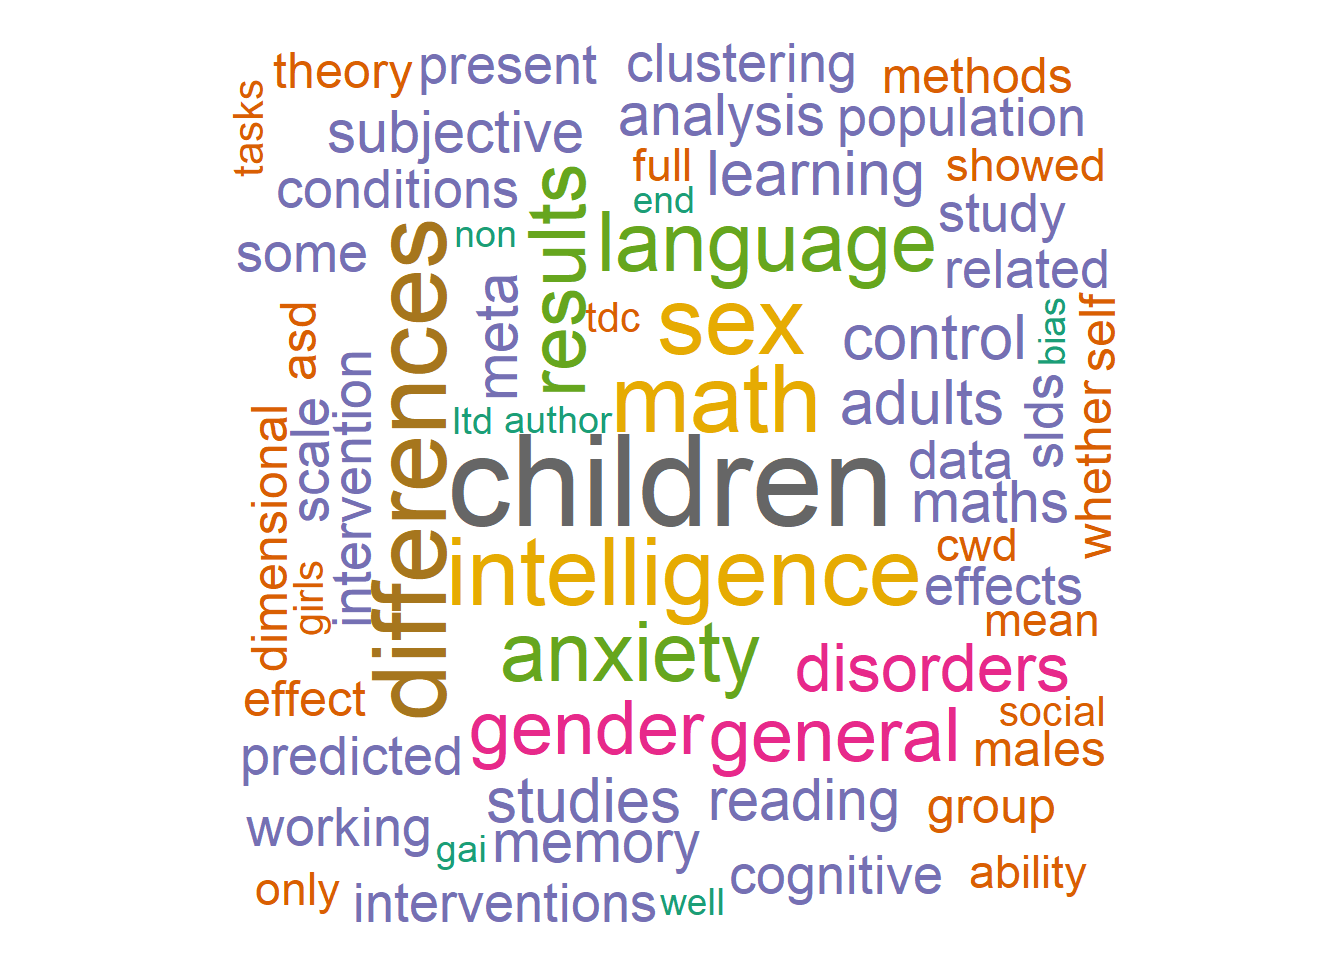 theory
present
clustering
methods
tasks
subjective
analysis
population
conditions
results
full
learning
showed
end
study
some
differences
non
language
related
asd
meta
tdc
sex
control
bias
self
intervention
scale
ltd
author
math
adults
slds
whether
dimensional
children
data
maths
girls
intelligence
cwd
effects
mean
anxiety
disorders
effect
gender
general
social
males
predicted
studies
reading
group
working
gai
memory
cognitive
ability
only
interventions
well